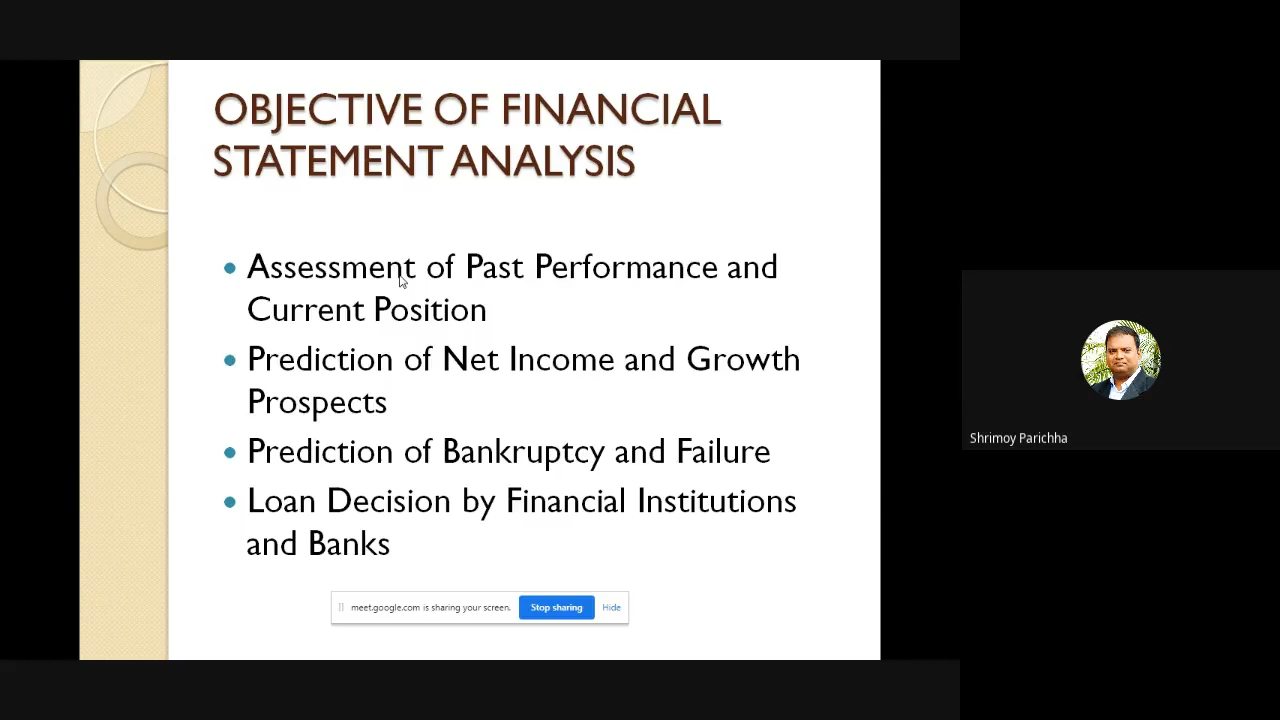 OBJECTIVE OF FINANCIAL
STATEMENT ANALYSIS
• Assessment of Past Performance and
Current Position
• Prediction of Net Income and Growth
Prospects
• Prediction of Bankruptcy and Failure
• Loan Decision by Financial Institutions
and Banks
meet.google.com is sharing your screen. Stop sharing Hide
Shrimoy Parichha